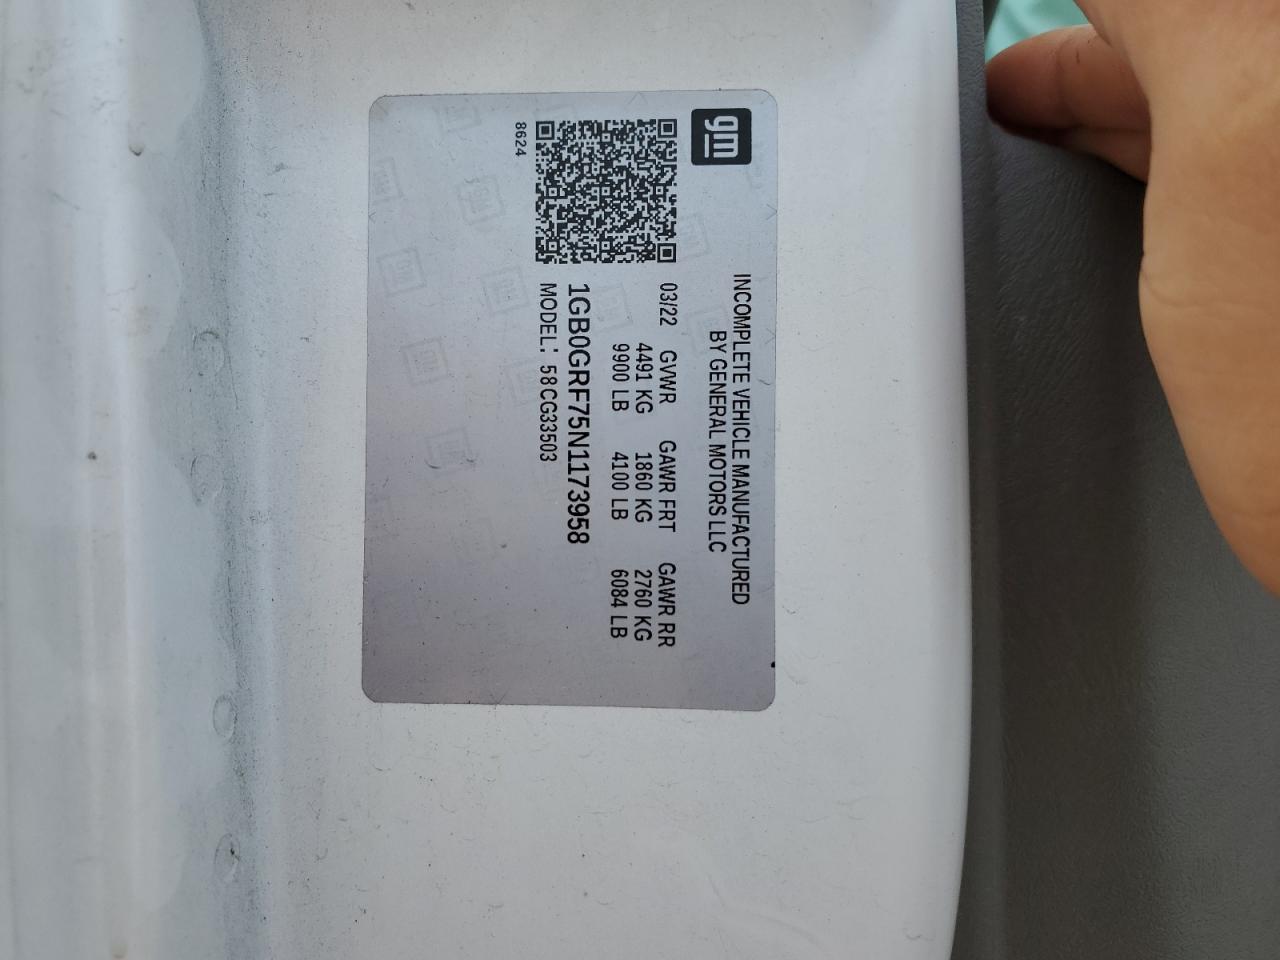 gm
INCOMPLETE VEHICLE MANUFACTURED
BY GENERAL MOTORS LLC
03/22 GVWR GAWR FRT GAWR RR
4491 KG 1860 KG 2760 KG
9900 LB 4100 LB 6084 LB
1GB0GRF75N1173958
MODEL: 58CG33503
8624